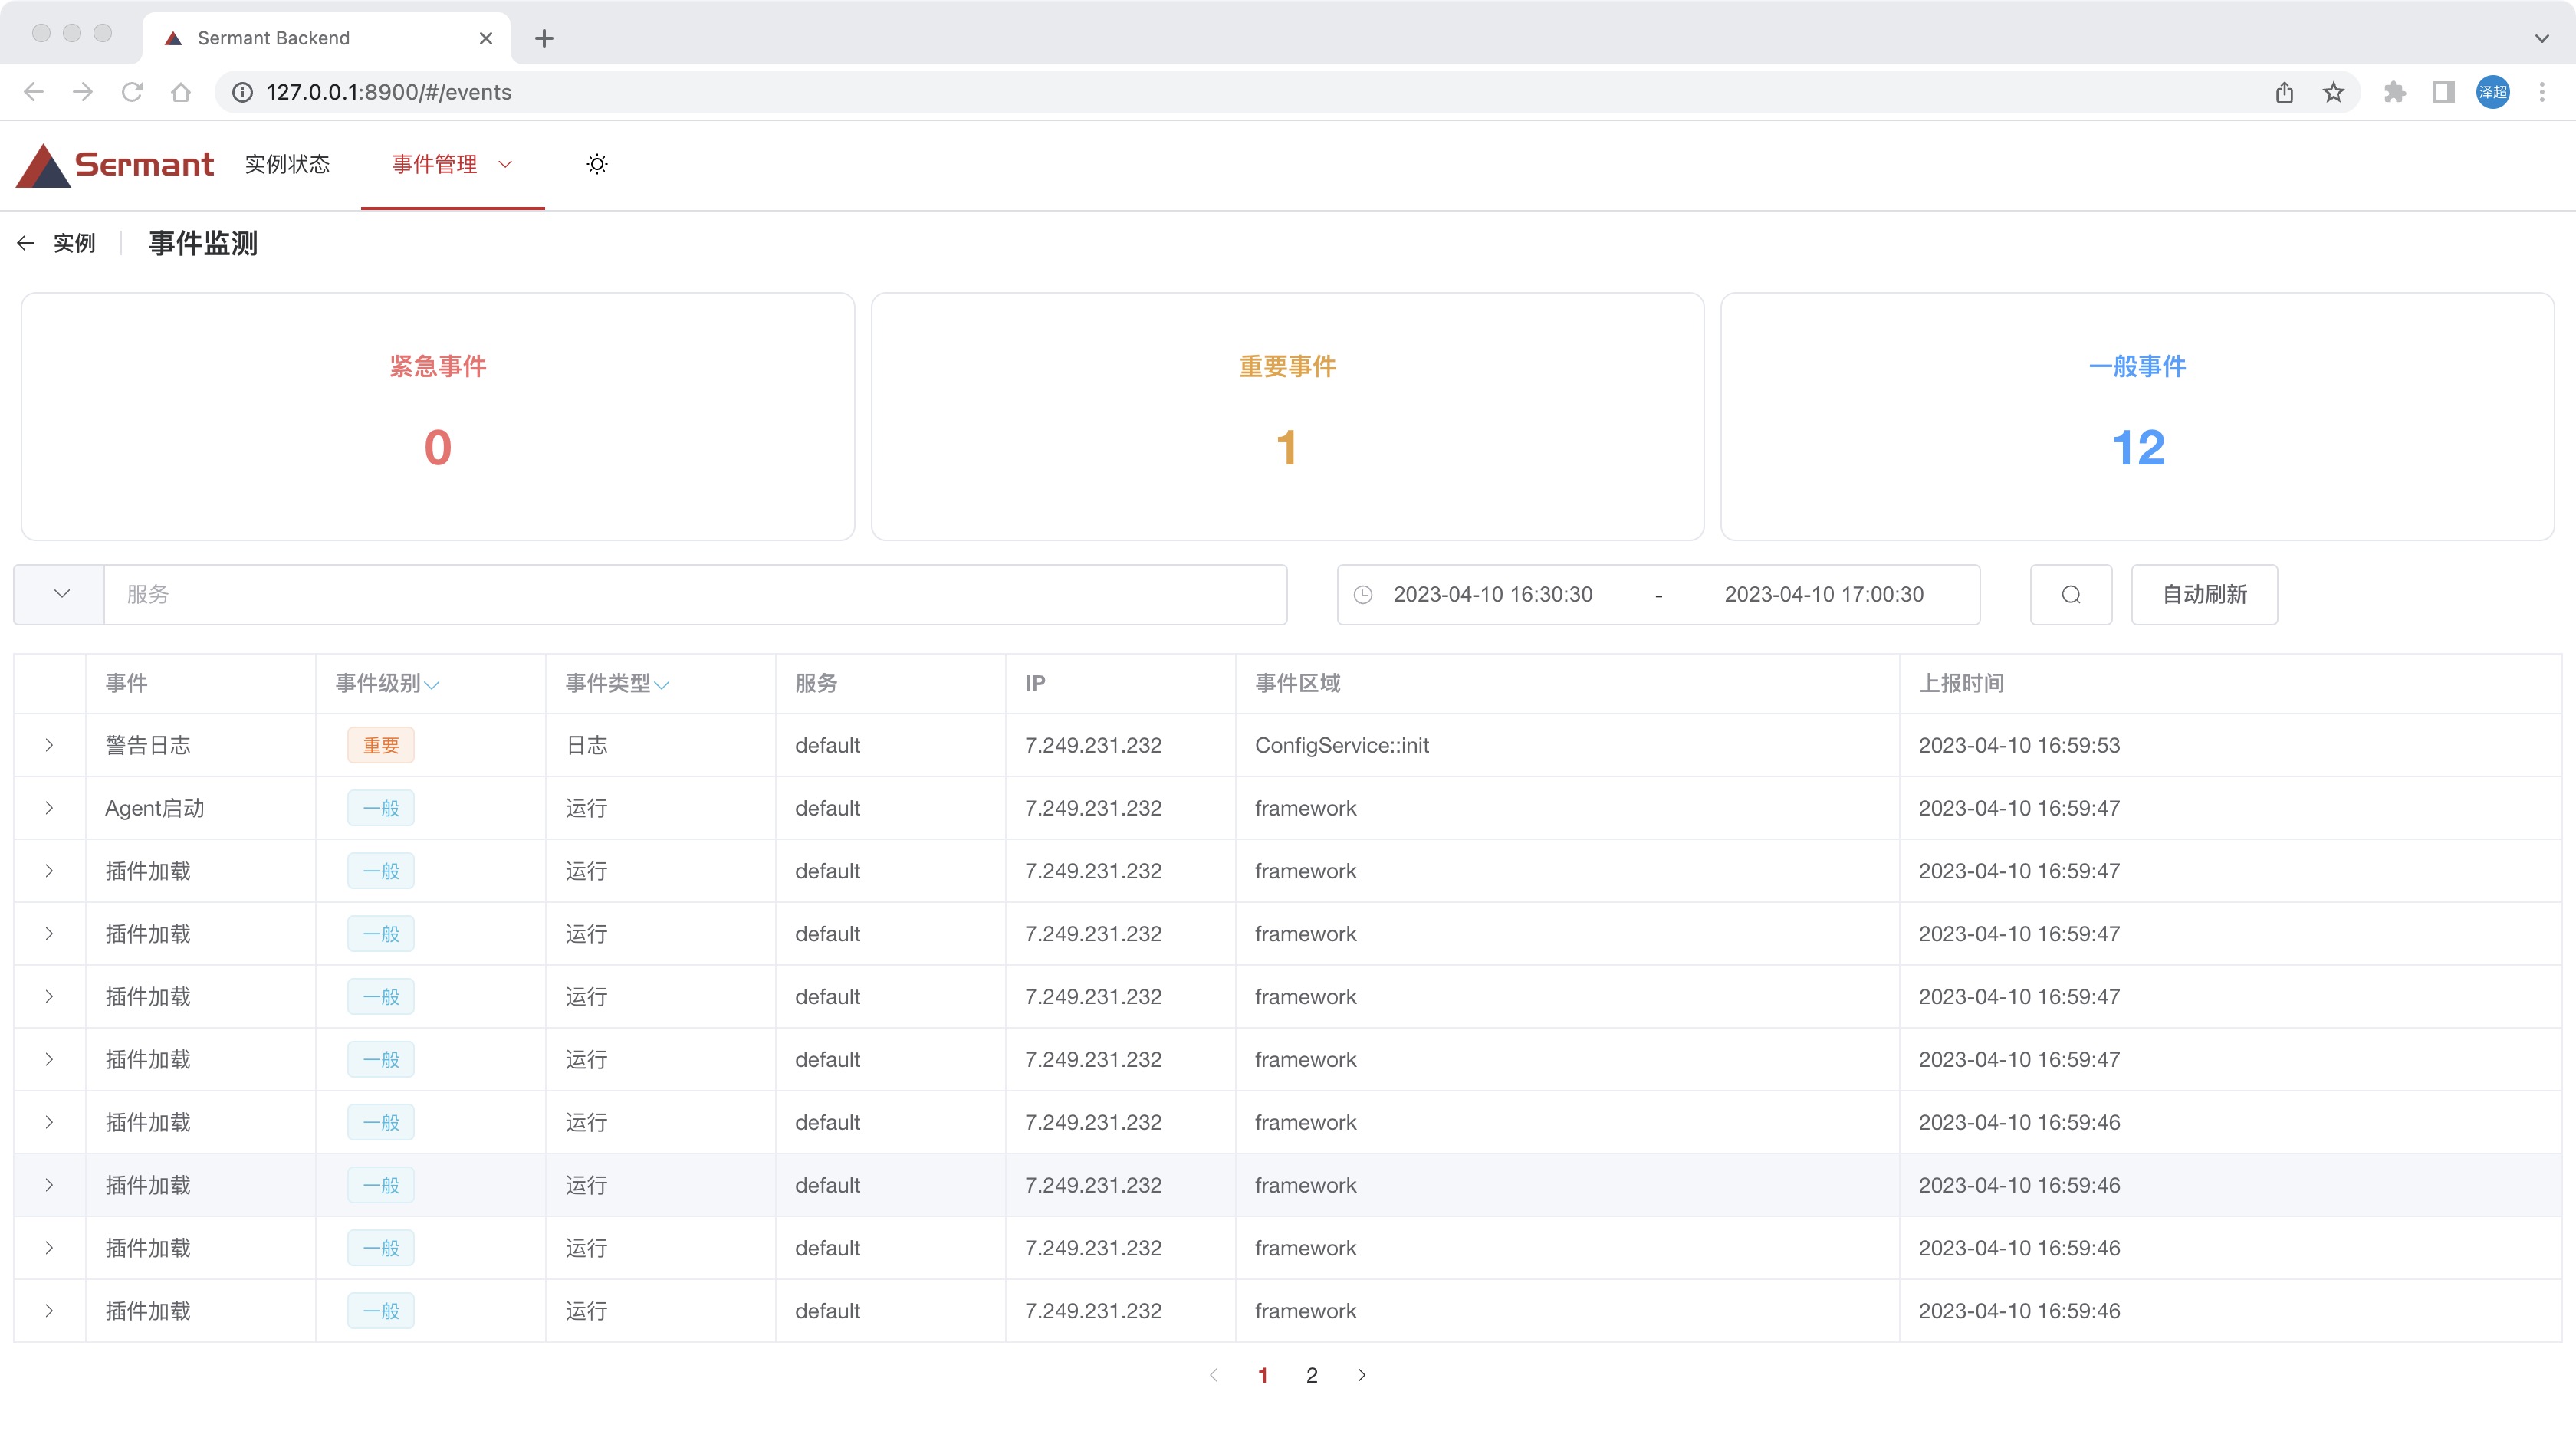 Sermant Backend
127.0.0.1:8900/#/events
泽超
Sermant 实例状态 事件管理
实例 事件监测
紧急事件 重要事件 一般事件
0 1 12
服务 2023-04-10 16:30:30 - 2023-04-10 17:00:30 自动刷新
事件 事件级别 事件类型 服务 IP 事件区域 上报时间
警告日志 重要 日志 default 7.249.231.232 ConfigService::init 2023-04-10 16:59:53
Agent启动 一般 运行 default 7.249.231.232 framework 2023-04-10 16:59:47
插件加载 一般 运行 default 7.249.231.232 framework 2023-04-10 16:59:47
插件加载 一般 运行 default 7.249.231.232 framework 2023-04-10 16:59:47
插件加载 一般 运行 default 7.249.231.232 framework 2023-04-10 16:59:47
插件加载 一般 运行 default 7.249.231.232 framework 2023-04-10 16:59:47
插件加载 一般 运行 default 7.249.231.232 framework 2023-04-10 16:59:46
插件加载 一般 运行 default 7.249.231.232 framework 2023-04-10 16:59:46
插件加载 一般 运行 default 7.249.231.232 framework 2023-04-10 16:59:46
插件加载 一般 运行 default 7.249.231.232 framework 2023-04-10 16:59:46
1 2